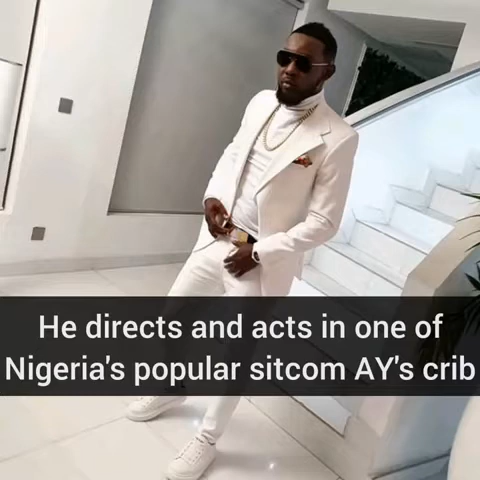 He directs and acts in one of
Nigeria's popular sitcom AY's crib